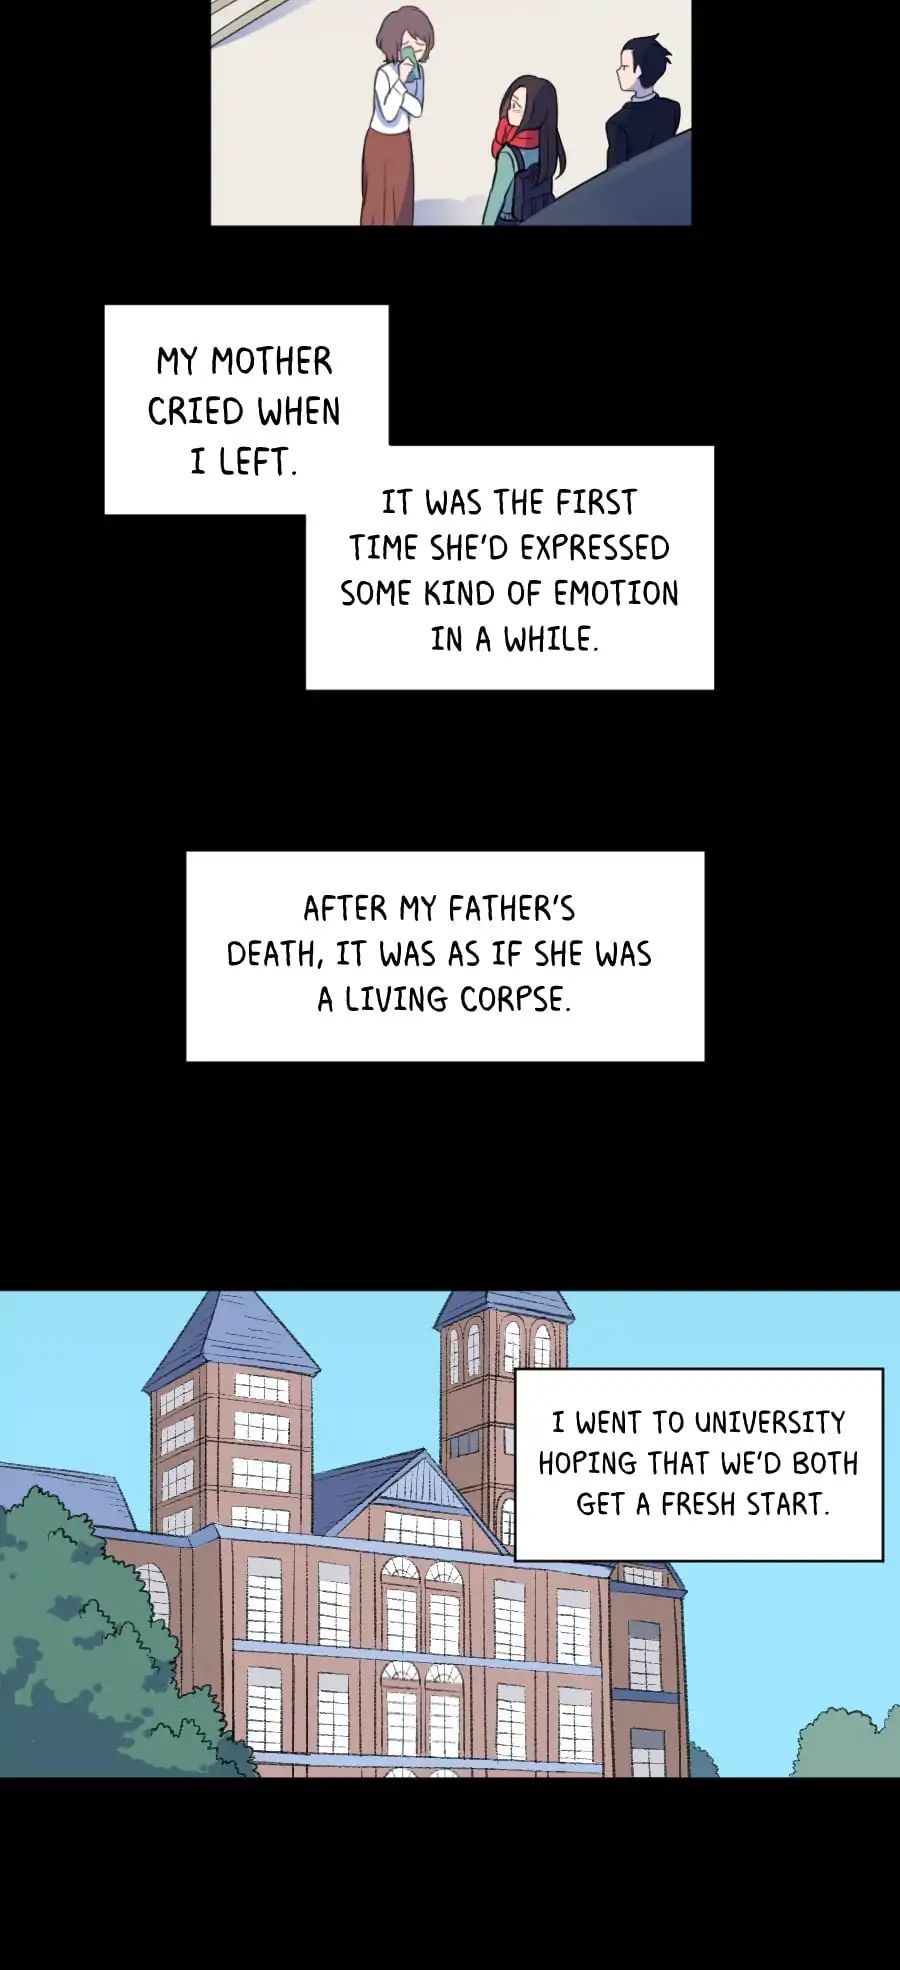 MY MOTHER
CRIED WHEN
I LEFT.
IT WAS THE FIRST
TIME SHE'D EXPRESSED
SOME KIND OF EMOTION
IN A WHILE.
AFTER MY FATHER'S
DEATH, IT WAS AS IF SHE WAS
A LIVING CORPSE.
I WENT TO UNIVERSITY
HOPING THAT WE'D BOTH
GET A FRESH START.